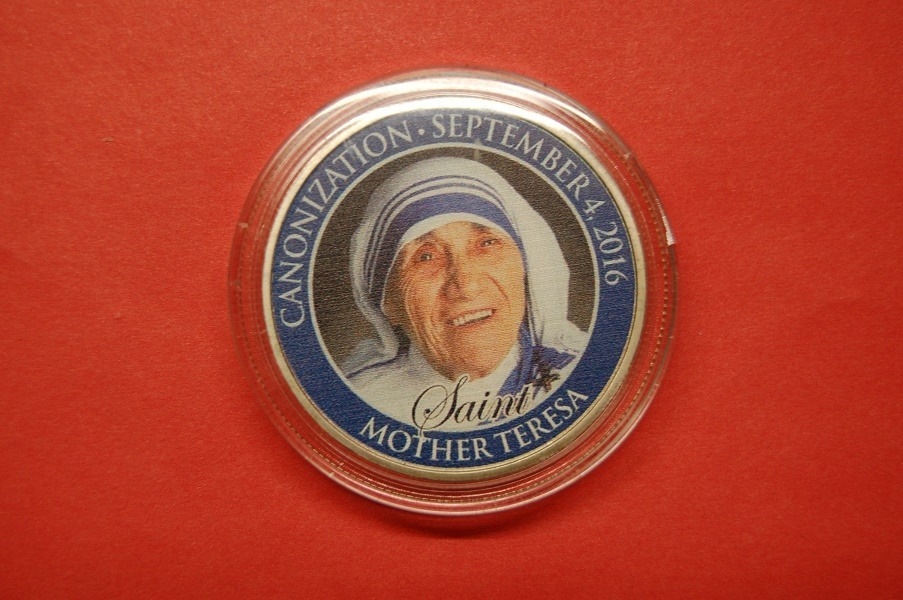 CANONIZATION · SEPTEMBER 4, 2016
Saint
MOTHER TERESA